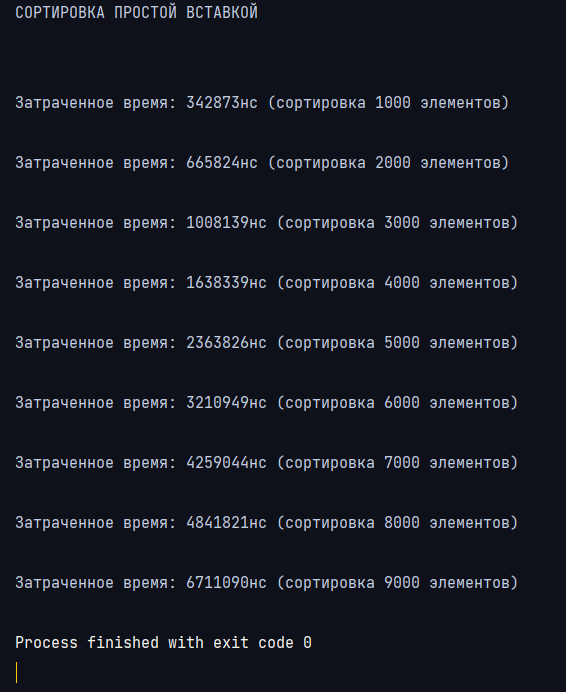 СОРТИРОВКА ПРОСТОЙ ВСТАВКОЙ
Затраченное время: 342873нс (сортировка 1000 элементов)
Затраченное время: 665824нс (сортировка 2000 элементов)
Затраченное время: 1008139нс (сортировка 3000 элементов)
Затраченное время: 1638339нс (сортировка 4000 элементов)
Затраченное время: 2363826нс (сортировка 5000 элементов)
Затраченное время: 3210949нс (сортировка 6000 элементов)
Затраченное время: 4259044нс (сортировка 7000 элементов)
Затраченное время: 4841821нс (сортировка 8000 элементов)
Затраченное время: 6711090нс (сортировка 9000 элементов)
Process finished with exit code 0